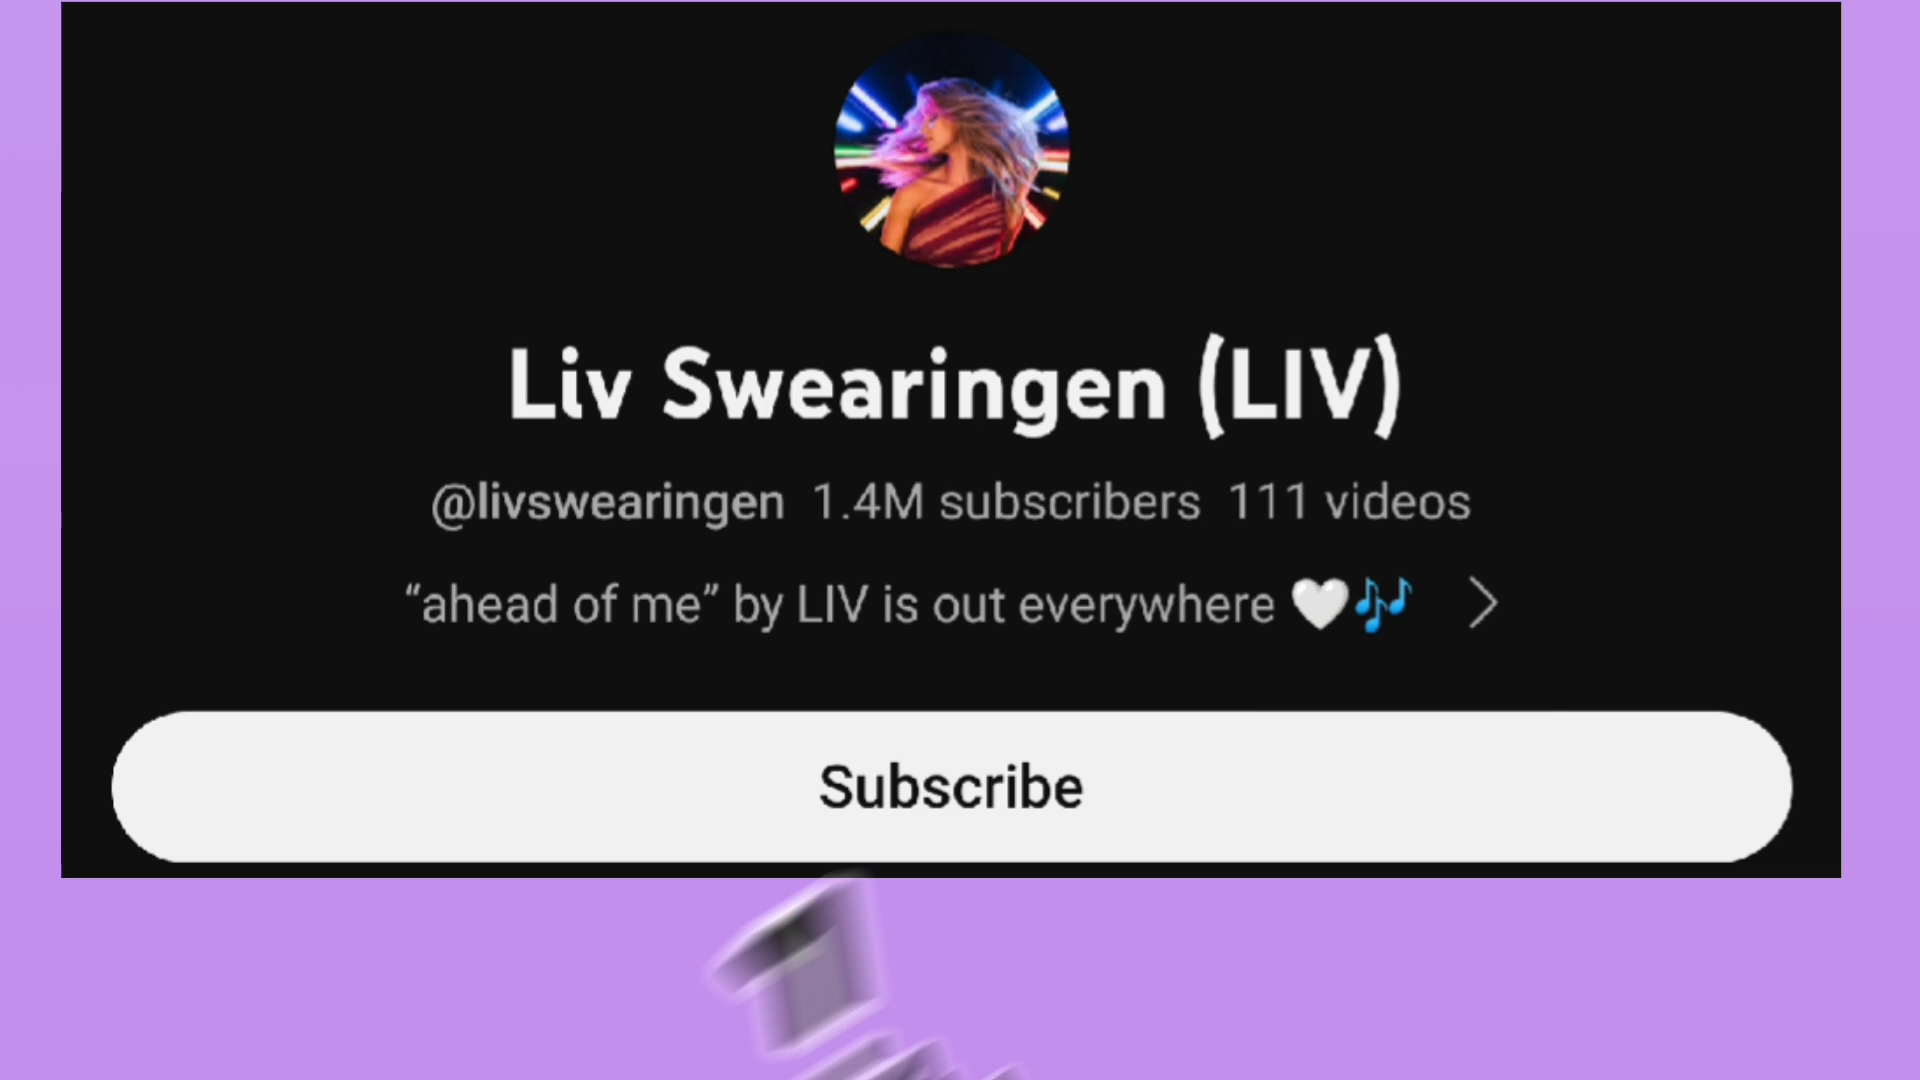 Liv Swearingen (LIV)
@livswearingen 1.4M subscribers 111 videos
“ahead of me” by LIV is out everywhere 🤍🎶 >
Subscribe